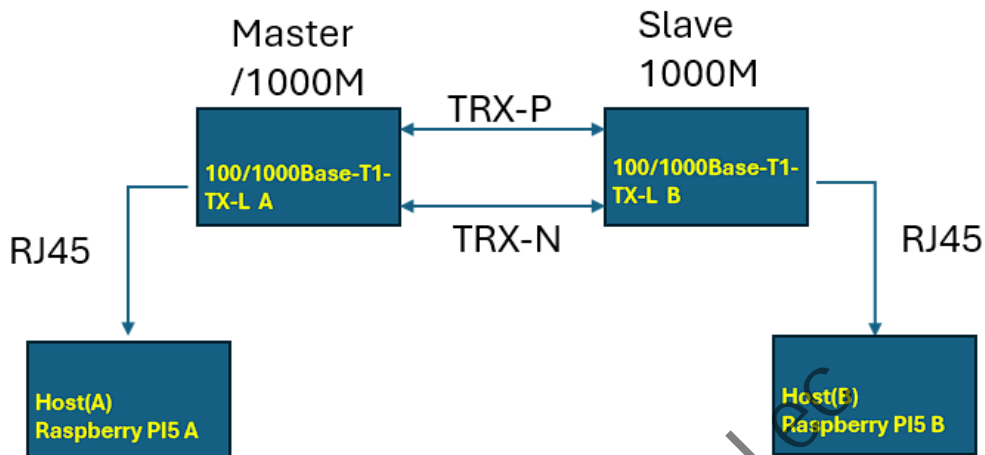 Master
/1000M
Slave
1000M
TRX-P
100/1000Base-T1-
TX-L A
100/1000Base-T1-
TX-L B
TRX-N
RJ45
RJ45
Host(A)
Raspberry PI5 A
Host(B)
Raspberry PI5 B